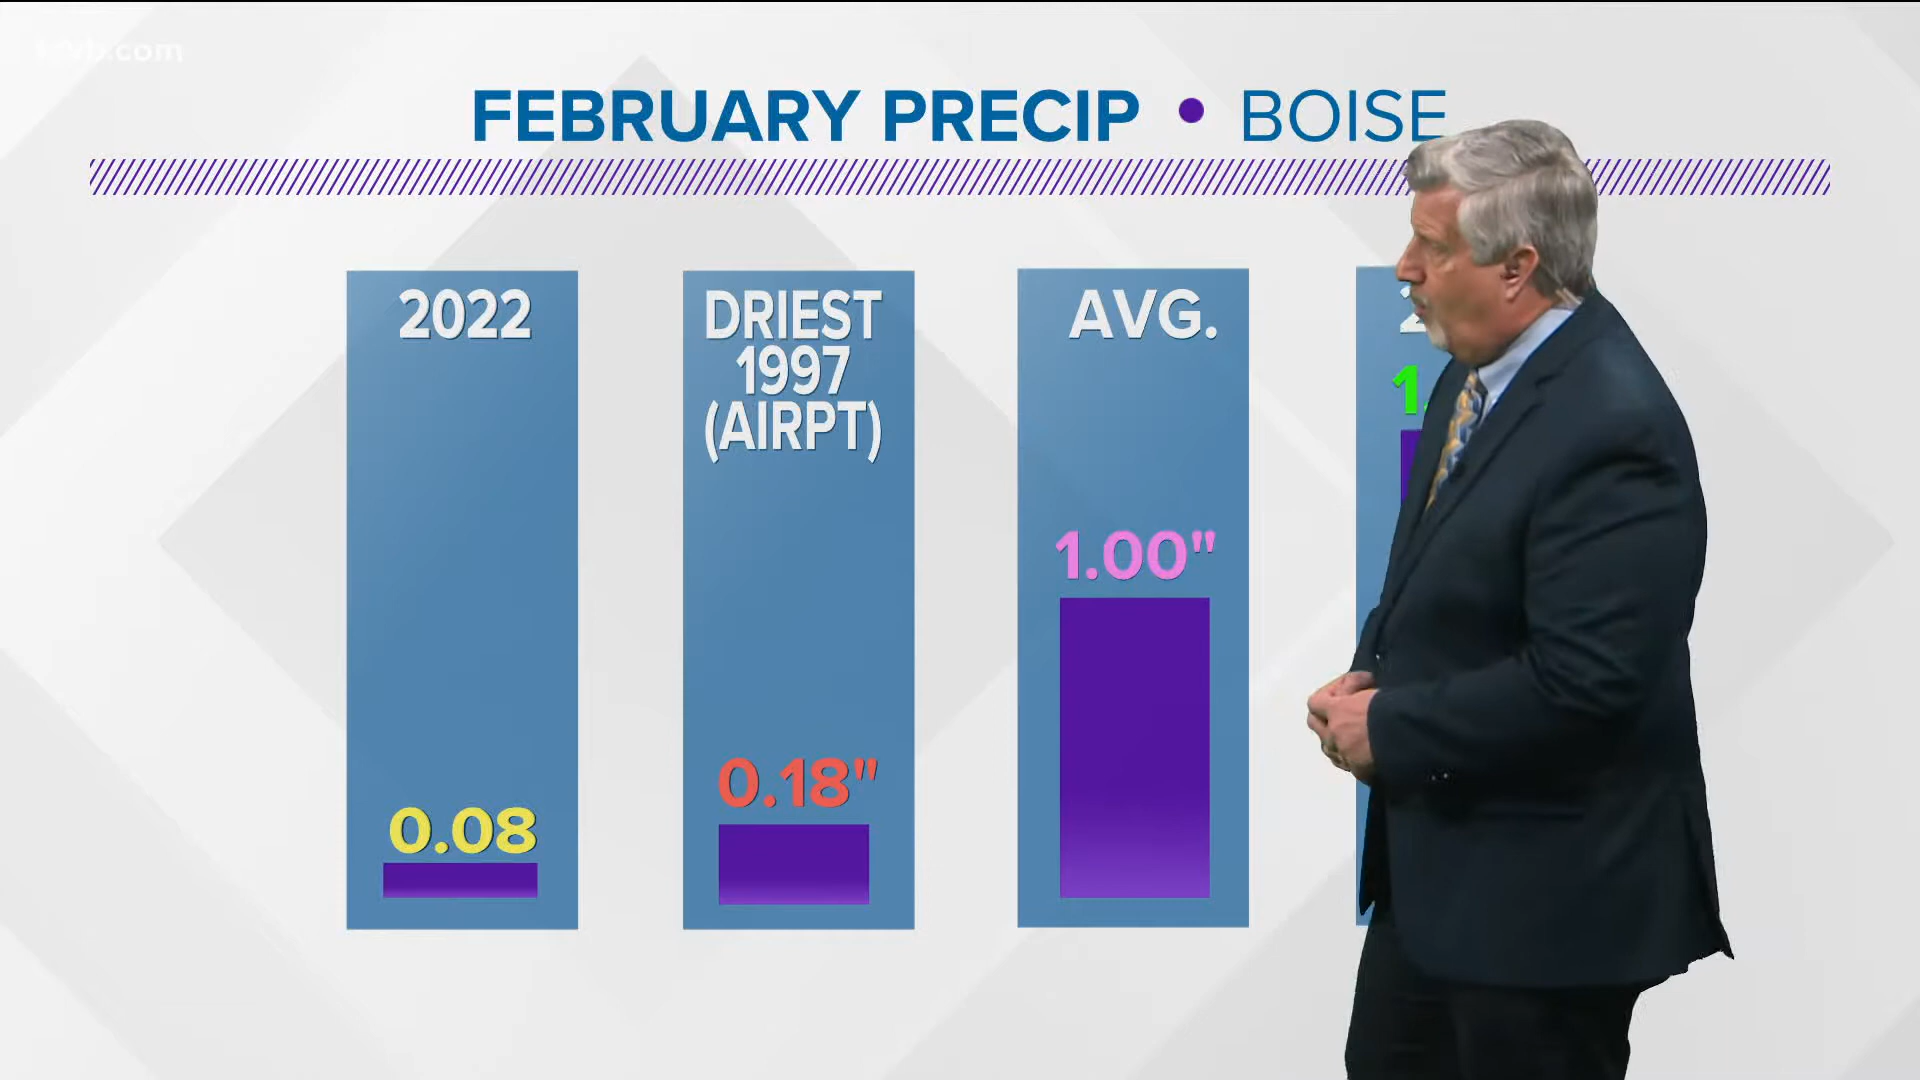 FEBRUARY PRECIP • BOISE
2022
0.08
DRIEST
1997
(AIRPT)
0.18"
AVG.
1.00"